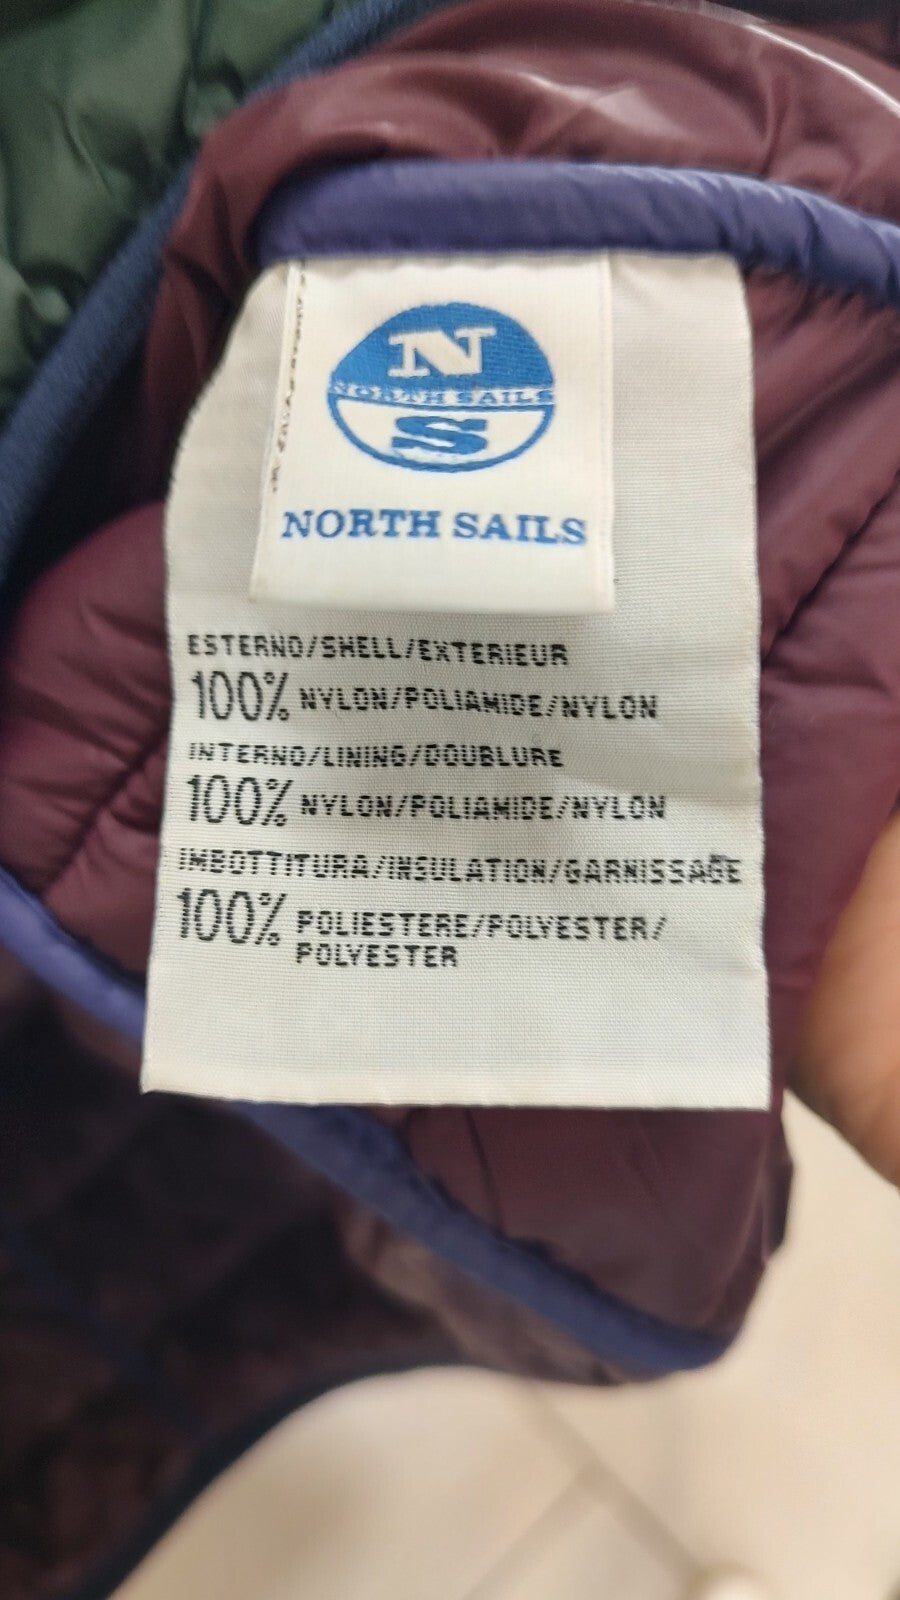 N
NORTH SAILS
S
NORTH SAILS
ESTERNO/SHELL/EXTERIEUR
100% NYLON/POLIAMIDE/NYLON
INTERNO/LINING/DOUBLURE
100% NYLON/POLIAMIDE/NYLON
IMBOTTITURA/INSULATION/GARNISSAGE
100% POLIESTERE/POLYESTER/
POLYESTER